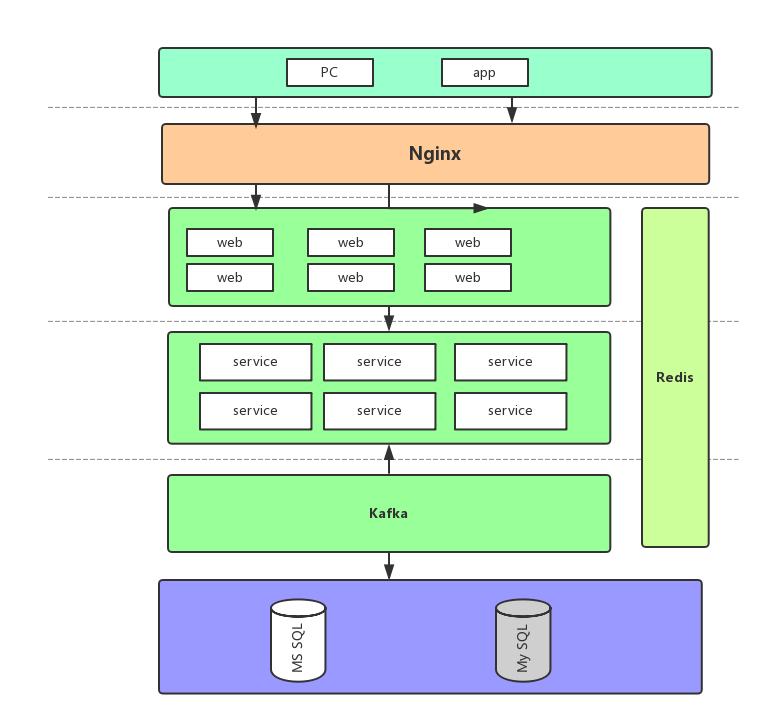 PC
app
Nginx
web
web
web
web
web
web
service
service
service
service
service
service
Redis
Kafka
MS SQL
My SQL